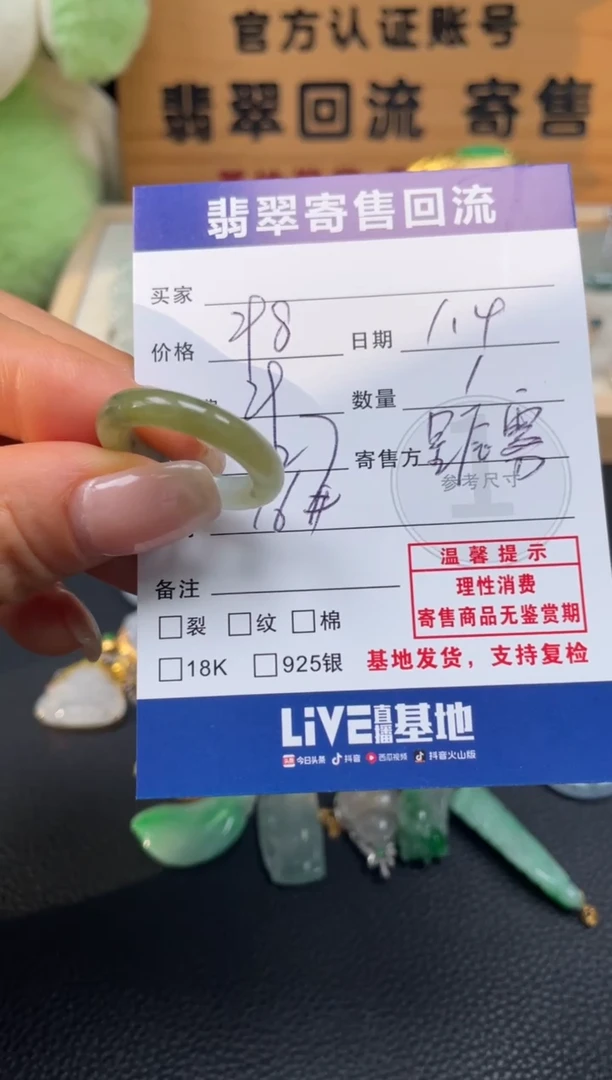 官方认证账号
翡翠回流 寄售
翡翠寄售回流
买家
价格 298 日期 1.4
数量 1
寄售方
参考尺寸
16#
备注
温馨提示
理性消费
寄售商品无鉴赏期
□裂 □纹 □棉
□18K □925银 基地发货，支持复检
LiVE直播基地
头条 今日头条 抖音 西瓜视频 抖音火山版